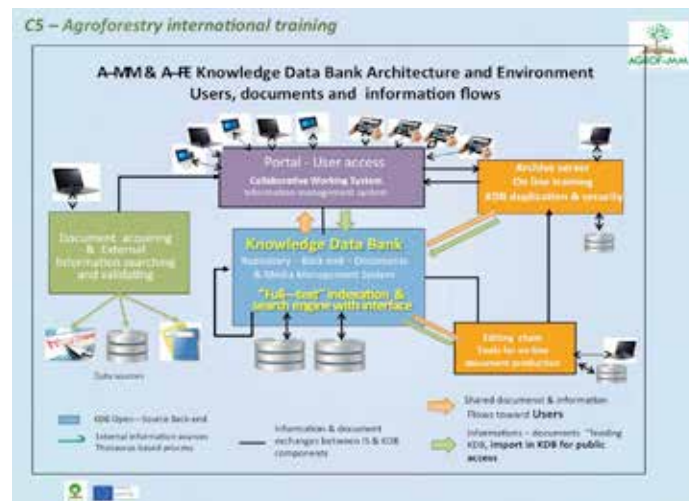 C5 – Agroforestry international training
AGROF-MM
A-MM & A-FE Knowledge Data Bank Architecture and Environment
Users, documents and information flows
Portal - User access
Collaborative Working System
Information management system
Archive server
On line training
KDB duplication & security
Document acquiring
& External
Information searching
and validating
Knowledge Data Bank
Repository - Back end - Documents
& Media Management System
"Full-text" indexation &
search engine with interface
Editing chain
Tools for on-line
document production
Data sources
KDB Open – Source Back-end
External information sources
Thesaurus based process
Information & document
exchanges between IS & KDB
components
Shared documents & information
Flows toward Users
Informations – documents "feeding
KDB, import in KDB for public
access